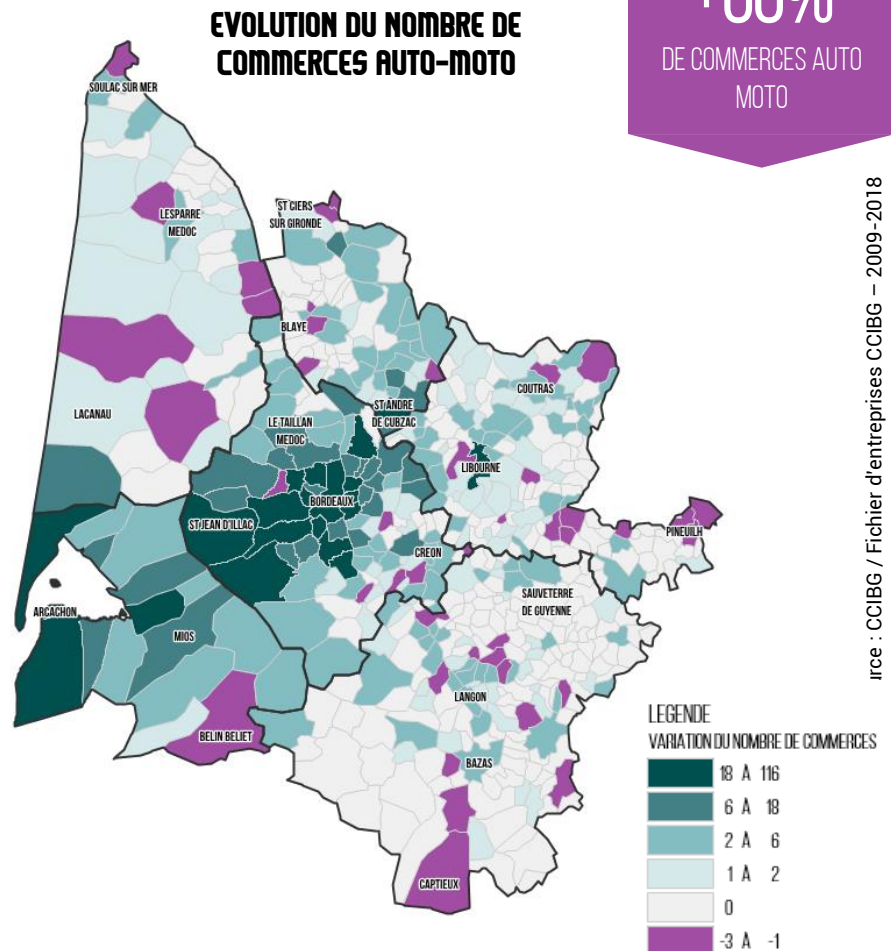 EVOLUTION DU NOMBRE DE
COMMERCES AUTO-MOTO
DE COMMERCES AUTO
MOTO
SOULAC SUR MER
LESPARRE
MEDOC
ST CIERS
SUR GIRONDE
BLAYE
LACANAU
LE TAILLAN
MEDOC
ST ANDRE
DE CUBZAC
COUTRAS
LIBOURNE
ST JEAN D'ILLAC
BORDEAUX
PINEUILH
CREON
SAUVETERRE
DE GUYENNE
ARCACHON
MIOS
LANGON
BELIN BELIET
BAZAS
CAPTIEUX
: CCIBG / Fichier d'entreprises CCIBG – 2009-2018
LEGENDE
VARIATION DU NOMBRE DE COMMERCES
18 A 116
6 A 18
2 A 6
1 A 2
0
-3 A -1